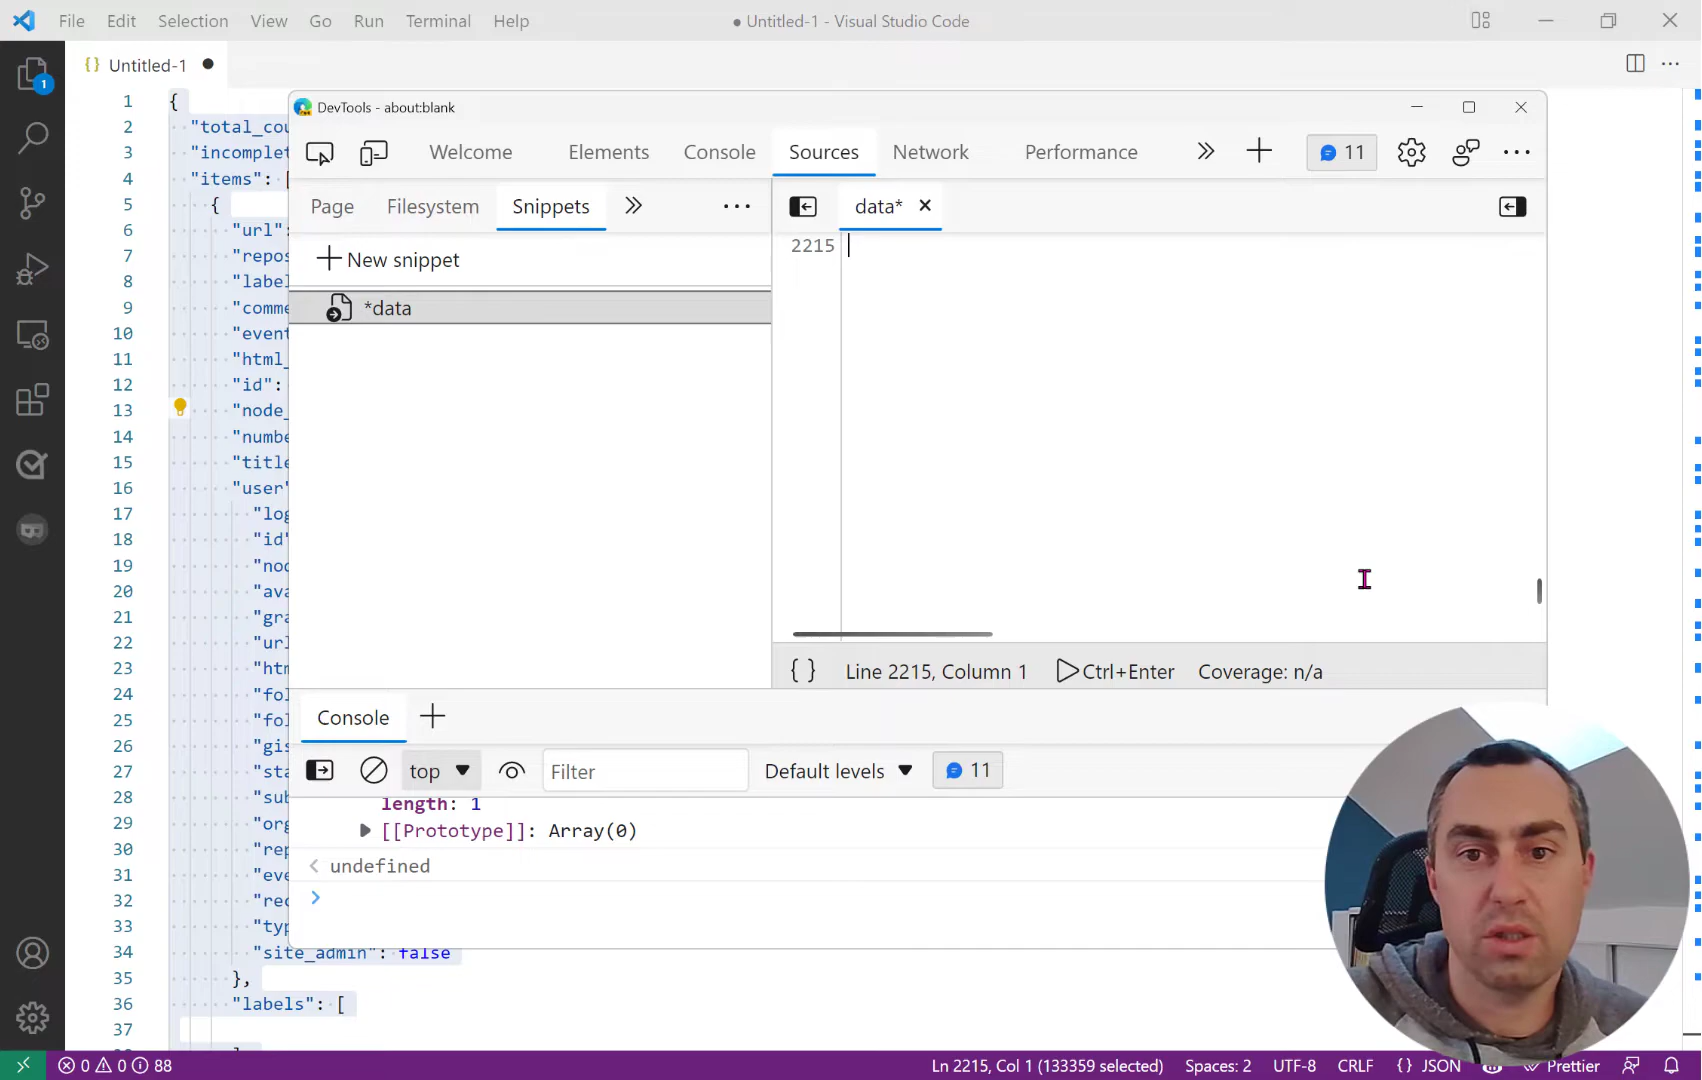 File Edit Selection View Go Run Terminal Help
● Untitled-1 - Visual Studio Code
{} Untitled-1 ●
1
1 {
2 "total_cou
3 "incomplet
4 "items": [
5 {
6 "url":
7 "repos
8 "label
9 "comme
10 "event
11 "html_
12 "id":
13 "node_
14 "numbe
15 "title
16 "user"
17 "log
18 "id"
19 "nod
20 "ava
21 "gra
22 "url
23 "htm
24 "fol
25 "fol
26 "gis
27 "sta
28 "sub
29 "org
30 "rep
31 "eve
32 "rec
33 "typ
34 "site_admin": false
35 },
36 "labels": [
37
DevTools - about:blank
Welcome Elements Console Sources Network Performance 11
Page Filesystem Snippets
data*
New snippet
*data
2215
{ } Line 2215, Column 1 Ctrl+Enter Coverage: n/a
Console
top Filter Default levels 11
length: 1
[[Prototype]]: Array(0)
undefined
0 0 88
Ln 2215, Col 1 (133359 selected) Spaces: 2 UTF-8 CRLF {} JSON Prettier